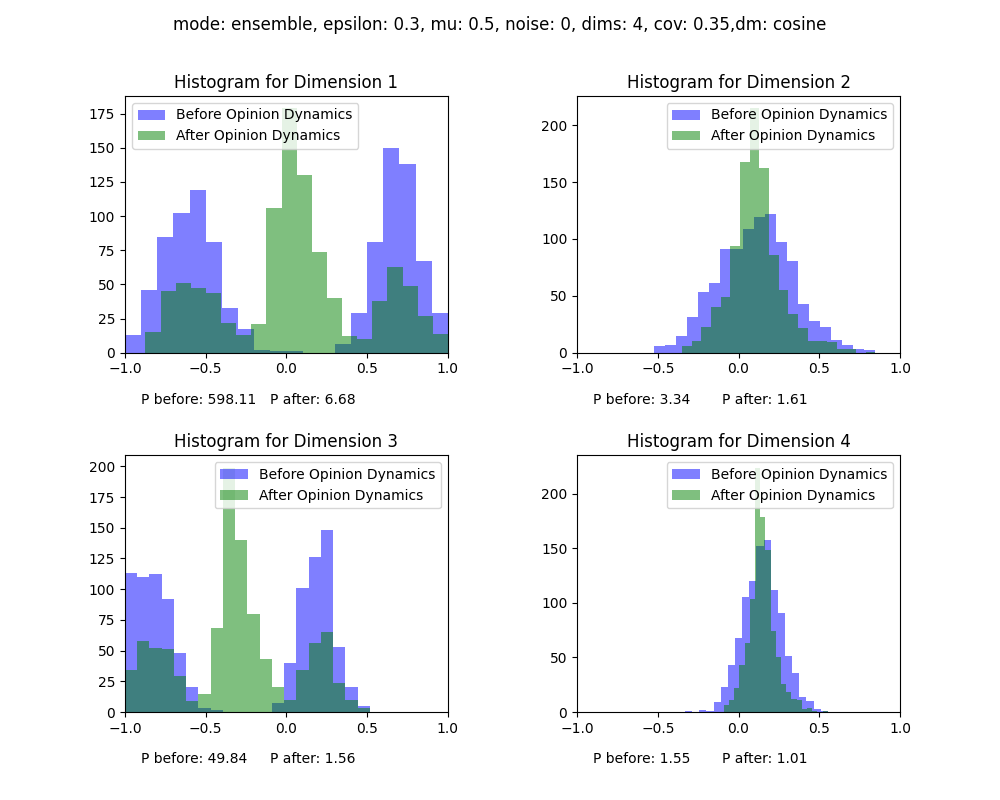 mode: ensemble, epsilon: 0.3, mu: 0.5, noise: 0, dims: 4, cov: 0.35,dm: cosine
Histogram for Dimension 1
Before Opinion Dynamics
After Opinion Dynamics
175
150
125
100
75
50
25
0
−1.0 −0.5 0.0 0.5 1.0
P before: 598.11 P after: 6.68
Histogram for Dimension 2
Before Opinion Dynamics
After Opinion Dynamics
200
150
100
50
0
−1.0 −0.5 0.0 0.5 1.0
P before: 3.34 P after: 1.61
Histogram for Dimension 3
Before Opinion Dynamics
After Opinion Dynamics
200
175
150
125
100
75
50
25
0
−1.0 −0.5 0.0 0.5 1.0
P before: 49.84 P after: 1.56
Histogram for Dimension 4
Before Opinion Dynamics
After Opinion Dynamics
200
150
100
50
0
−1.0 −0.5 0.0 0.5 1.0
P before: 1.55 P after: 1.01